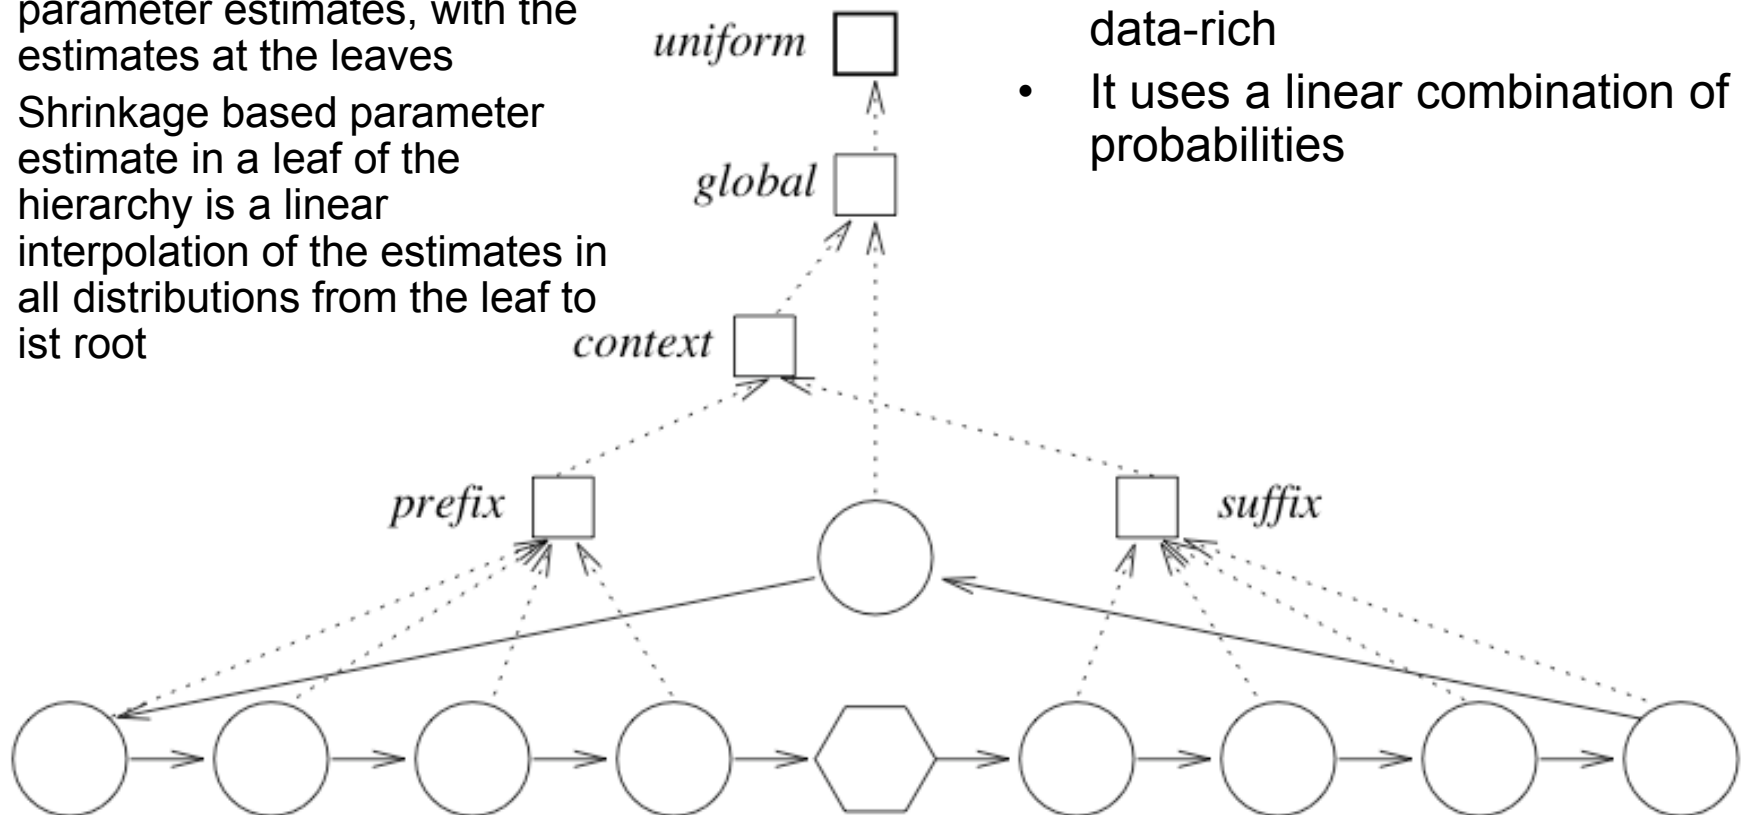 parameter estimates, with the
estimates at the leaves
Shrinkage based parameter
estimate in a leaf of the
hierarchy is a linear
interpolation of the estimates in
all distributions from the leaf to
ist root
data-rich
• It uses a linear combination of
probabilities
uniform
global
context
prefix
suffix